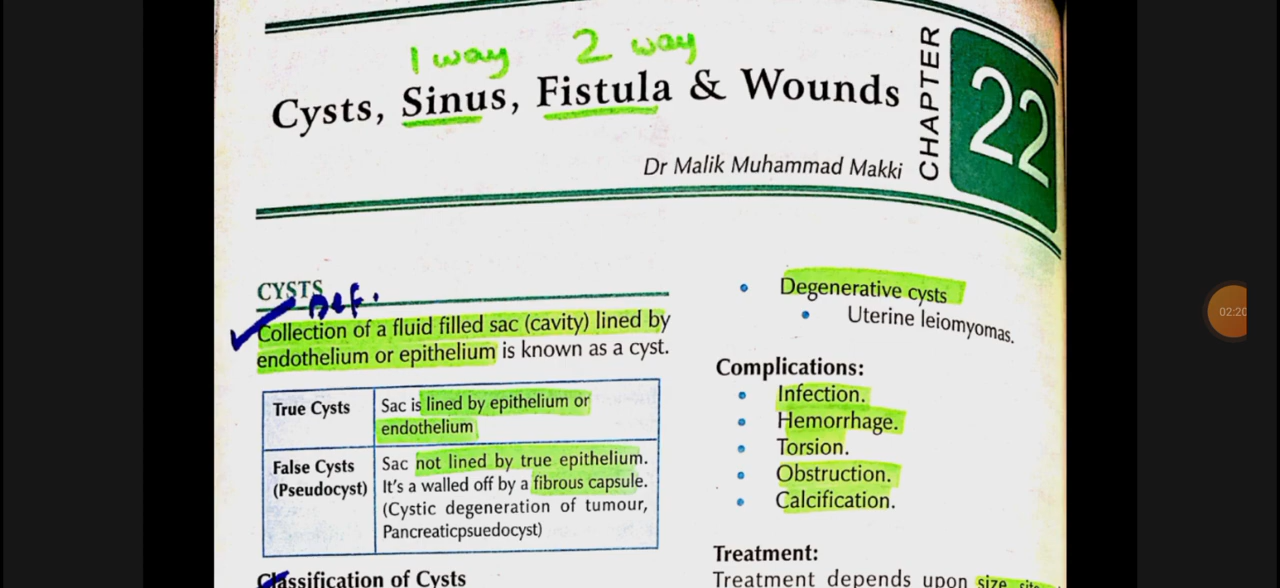 1 way 2 way
Cysts, Sinus, Fistula & Wounds
CHAPTER
22
Dr Malik Muhammad Makki
CYSTS
Def.
Collection of a fluid filled sac (cavity) lined by
endothelium or epithelium is known as a cyst.
True Cysts
Sac is lined by epithelium or
endothelium
False Cysts
(Pseudocyst)
Sac not lined by true epithelium.
It's a walled off by a fibrous capsule.
(Cystic degeneration of tumour,
Pancreaticpsuedocyst)
Classification of Cysts
• Degenerative cysts
• Uterine leiomyomas.
Complications:
• Infection.
• Hemorrhage.
• Torsion.
• Obstruction.
• Calcification.
Treatment:
Treatment depends upon size, site
02:20